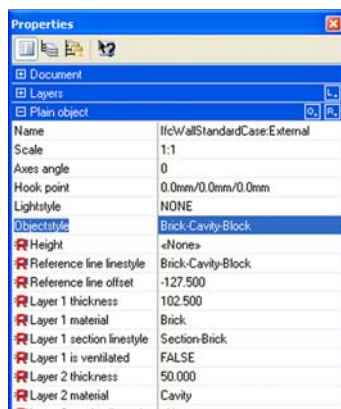 Properties
Document
Layers
Plain object
Name IfcWallStandardCase:External
Scale 1:1
Axes angle 0
Hook point 0.0mm/0.0mm/0.0mm
Lightstyle NONE
Objectstyle Brick-Cavity-Block
Height «None»
Reference line linestyle Brick-Cavity-Block
Reference line offset -127.500
Layer 1 thickness 102.500
Layer 1 material Brick
Layer 1 section linestyle Section-Brick
Layer 1 is ventilated FALSE
Layer 2 thickness 50.000
Layer 2 material Cavity